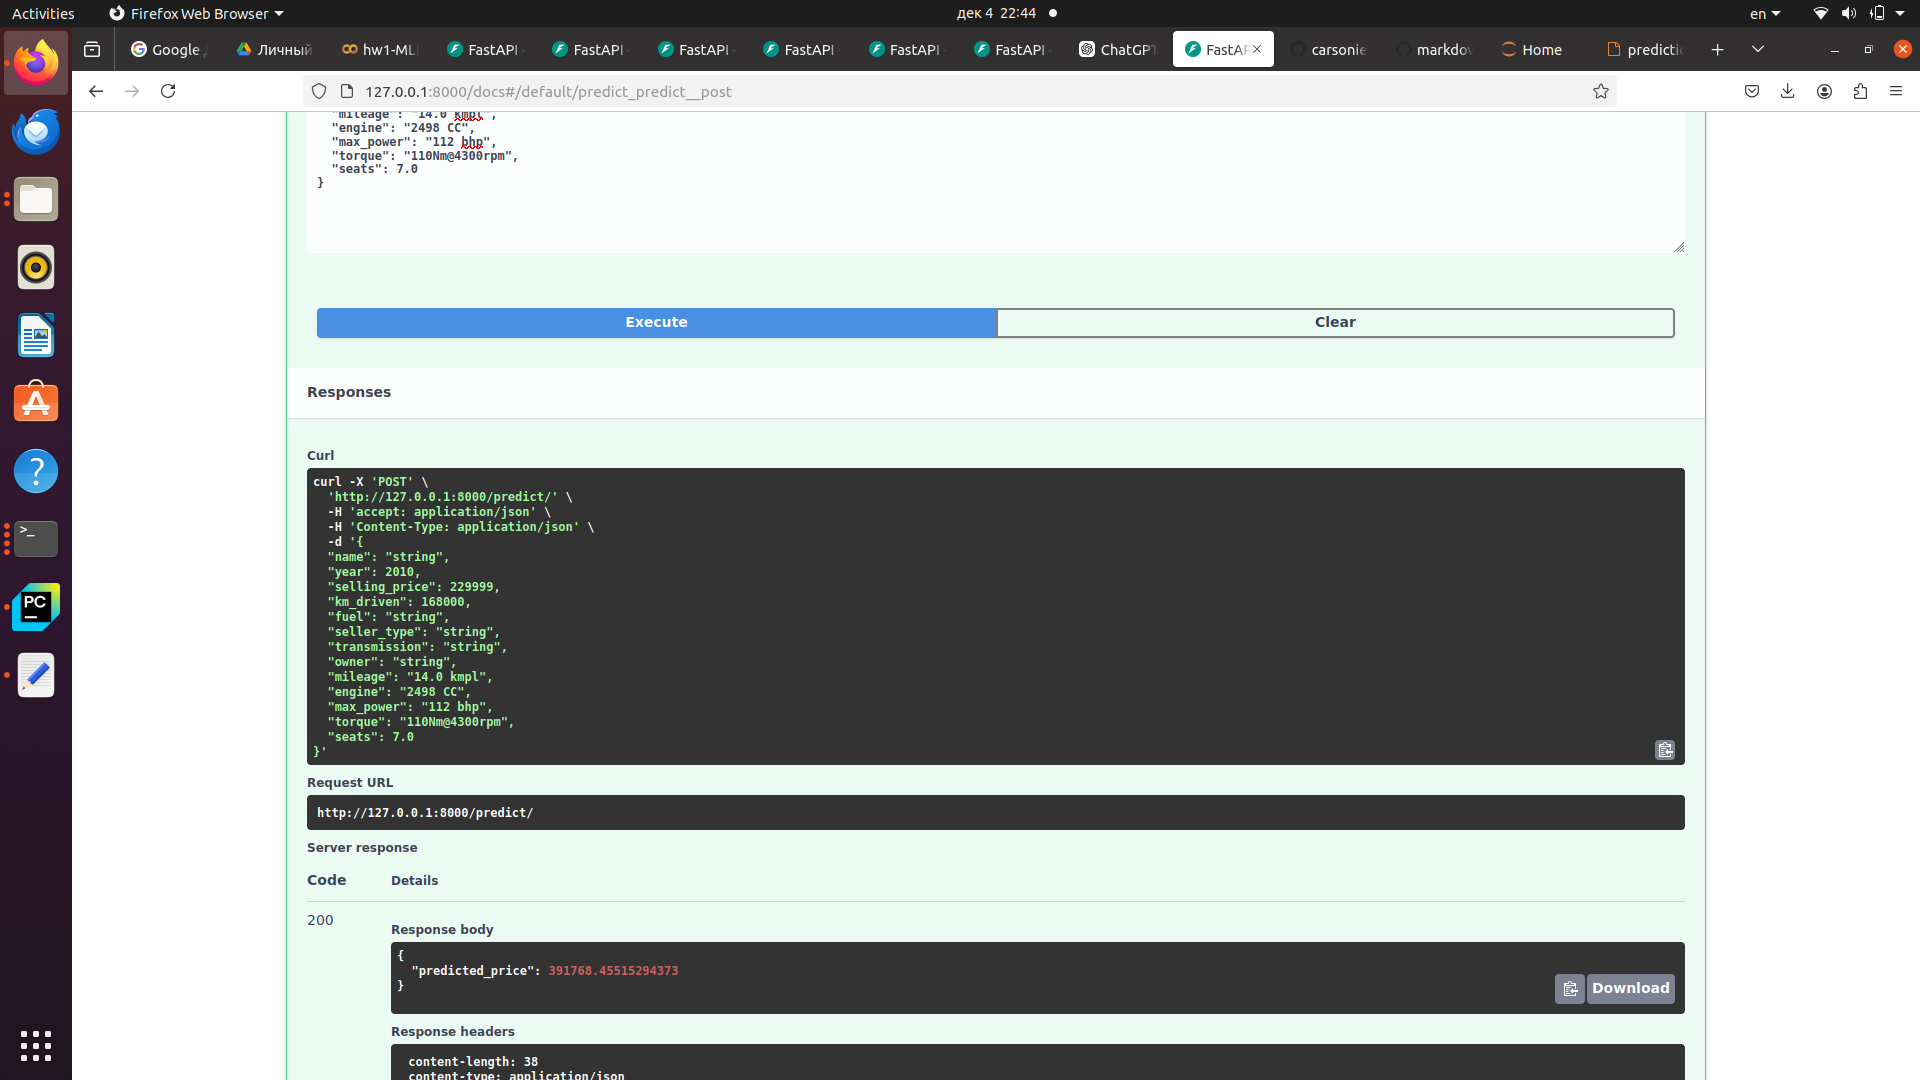 Activities
Firefox Web Browser
дек 4 22:44
en
Google
Личный
hw1-ML
FastAPI
FastAPI
FastAPI
FastAPI
FastAPI
FastAPI
ChatGPT
FastAP
carsonie
markdow
Home
predictio
127.0.0.1:8000/docs#/default/predict_predict__post
"mileage": "14.0 kmpl",
"engine": "2498 CC",
"max_power": "112 bhp",
"torque": "110Nm@4300rpm",
"seats": 7.0
}
Execute
Clear
Responses
Curl
curl -X 'POST' \
'http://127.0.0.1:8000/predict/' \
-H 'accept: application/json' \
-H 'Content-Type: application/json' \
-d '{
"name": "string",
"year": 2010,
"selling_price": 229999,
"km_driven": 168000,
"fuel": "string",
"seller_type": "string",
"transmission": "string",
"owner": "string",
"mileage": "14.0 kmpl",
"engine": "2498 CC",
"max_power": "112 bhp",
"torque": "110Nm@4300rpm",
"seats": 7.0
}'
Request URL
http://127.0.0.1:8000/predict/
Server response
Code
Details
200
Response body
{
"predicted_price": 391768.45515294373
}
Download
Response headers
content-length: 38
content-type: application/json